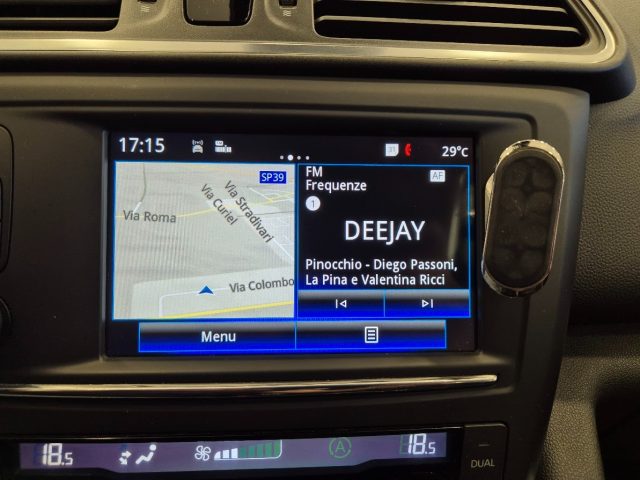 17:15
31
29°C
SP39
Via Roma
Via Curiel
Via Stradivari
Via Colombo
FM
AF
Frequenze
1
DEEJAY
Pinocchio - Diego Passoni,
La Pina e Valentina Ricci
Menu
18.5
A
18.5
DUAL